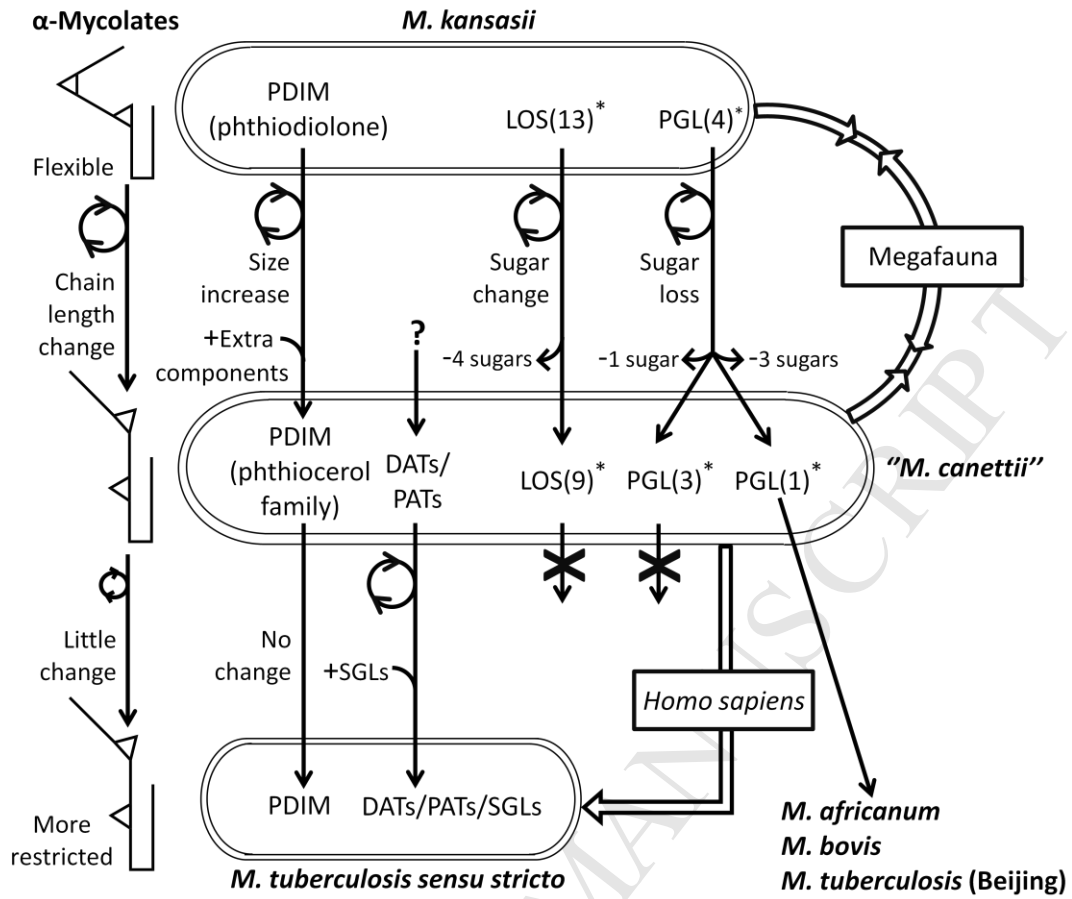 α-Mycolates
M. kansasii
PDIM
(phthiodiolone)
LOS(13)*
PGL(4)*
Flexible
Chain
length
change
Size
increase
+Extra
components
?
Sugar
change
-4 sugars
Sugar
loss
-1 sugar
-3 sugars
Megafauna
PDIM
(phthiocerol
family)
DATs/
PATs
LOS(9)*
PGL(3)*
PGL(1)*
"M. canettii"
Little
change
No
change
+SGLs
Homo sapiens
More
restricted
PDIM
DATs/PATs/SGLs
M. tuberculosis sensu stricto
M. africanum
M. bovis
M. tuberculosis (Beijing)
MANSCRIPT